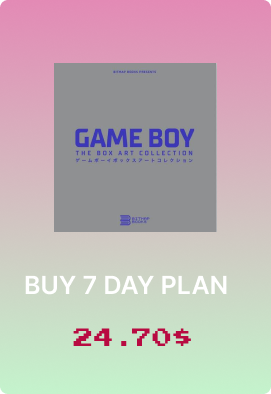 BITMAP BOOKS PRESENTS
GAME BOY
THE BOX ART COLLECTION
ゲームボーイボックスアートコレクション
BITMAP
BOOKS
BUY 7 DAY PLAN
24.70$